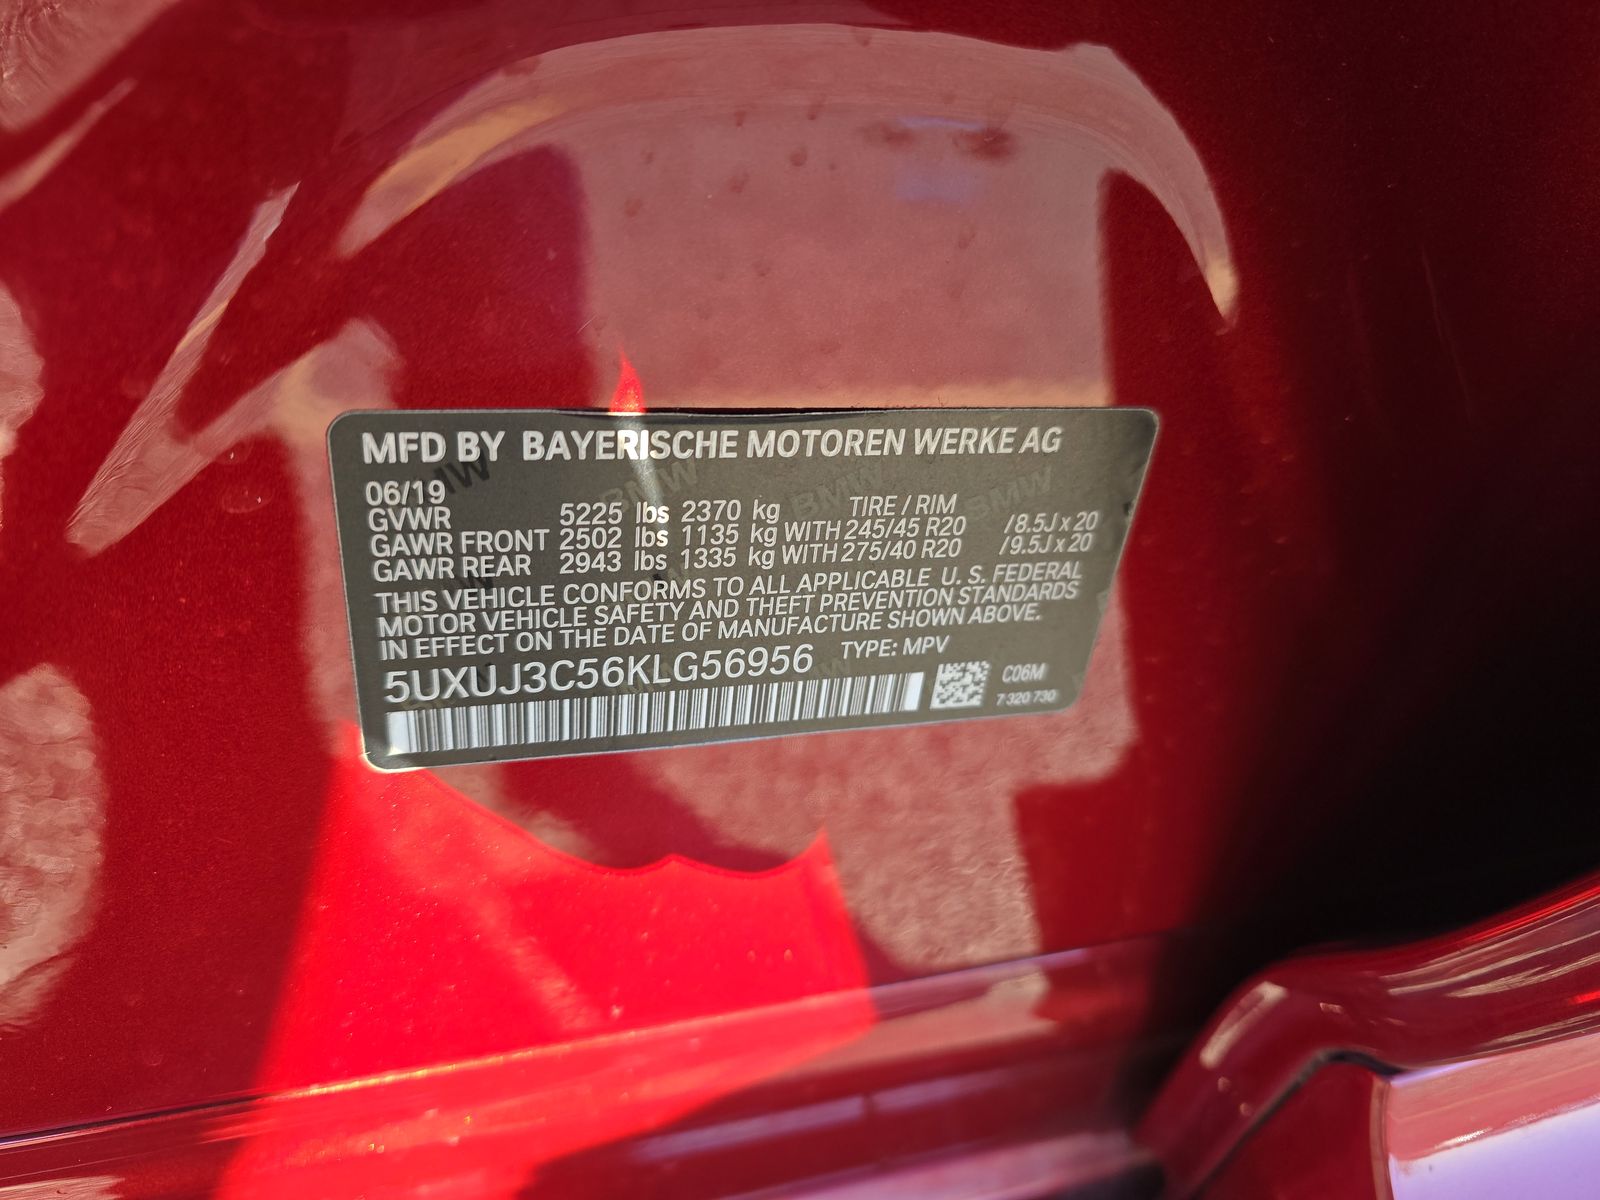 MFD BY BAYERISCHE MOTOREN WERKE AG
06/19
GVWR 5225 lbs 2370 kg TIRE / RIM
GAWR FRONT 2502 lbs 1135 kg WITH 245/45 R20 /8.5J x 20
GAWR REAR 2943 lbs 1335 kg WITH 275/40 R20 /9.5J x 20
THIS VEHICLE CONFORMS TO ALL APPLICABLE U. S. FEDERAL
MOTOR VEHICLE SAFETY AND THEFT PREVENTION STANDARDS
IN EFFECT ON THE DATE OF MANUFACTURE SHOWN ABOVE.
5UXUJ3C56KLG56956 TYPE: MPV
C06M
7 320 730